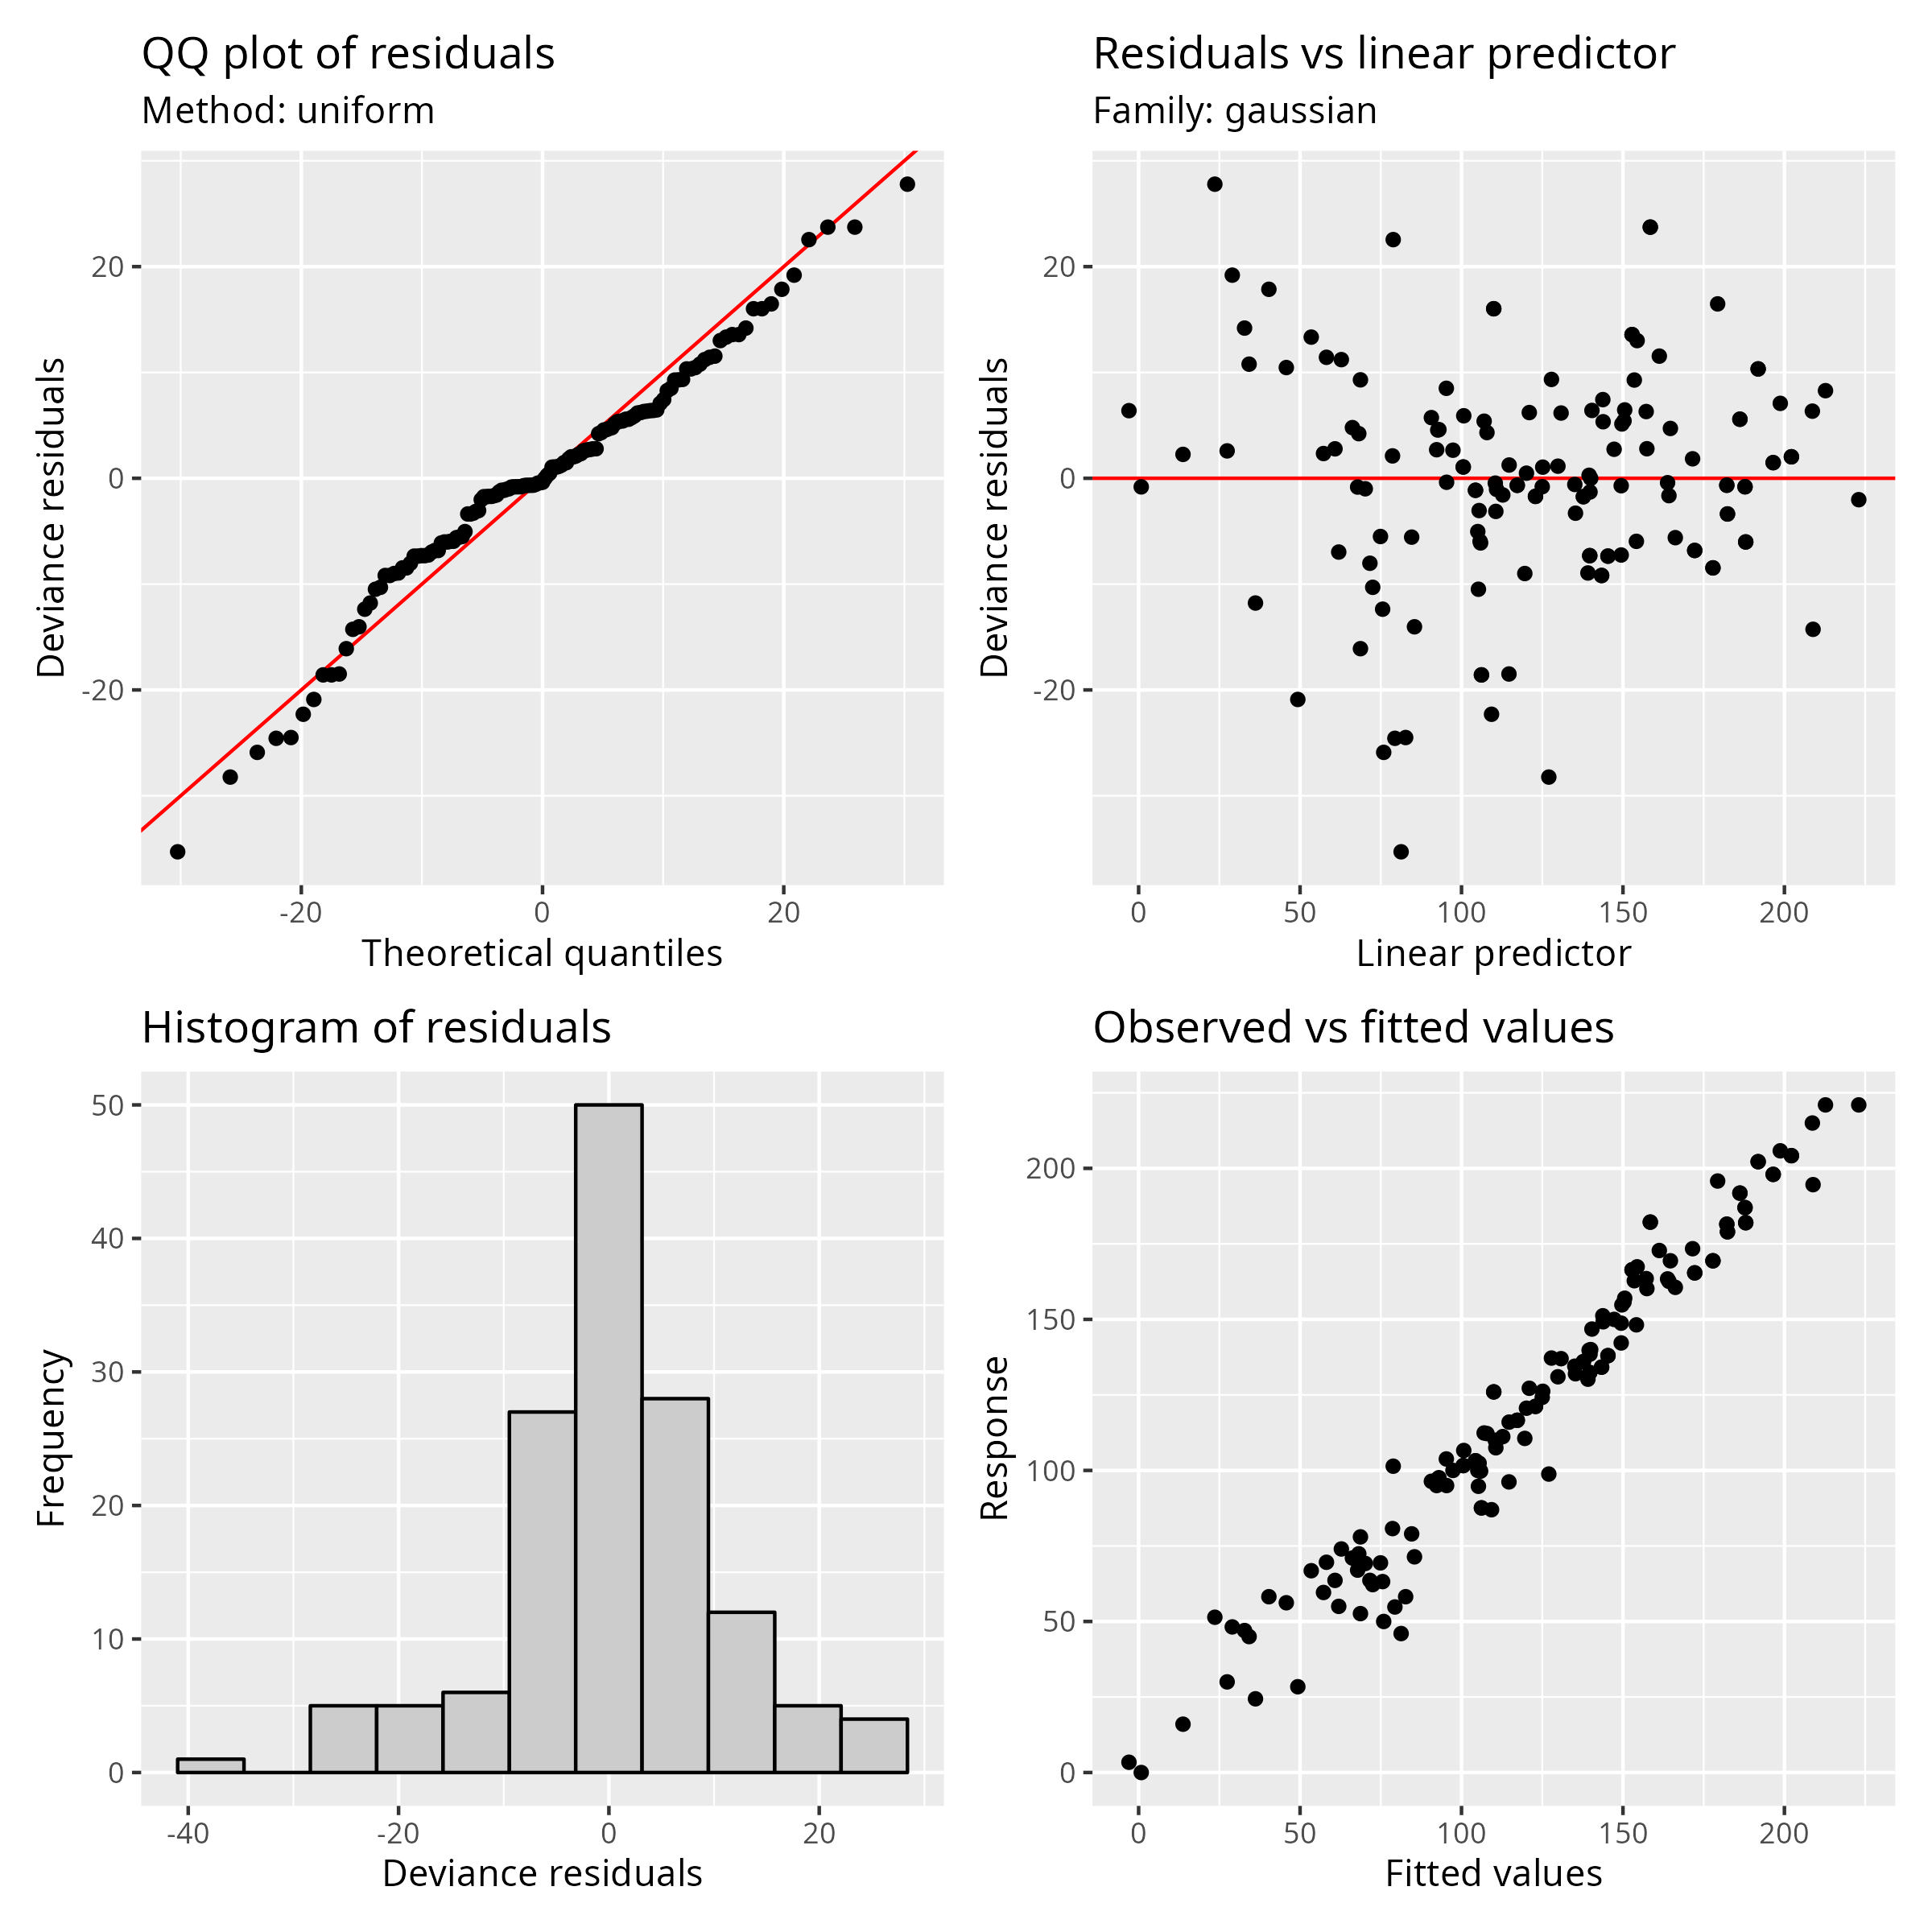 QQ plot of residuals
Method: uniform
20
0
-20
-20
0
20
Deviance residuals
Theoretical quantiles
Residuals vs linear predictor
Family: gaussian
20
0
-20
0
50
100
150
200
Deviance residuals
Linear predictor
Histogram of residuals
50
40
30
20
10
0
-40
-20
0
20
Frequency
Deviance residuals
Observed vs fitted values
200
150
100
50
0
0
50
100
150
200
Response
Fitted values